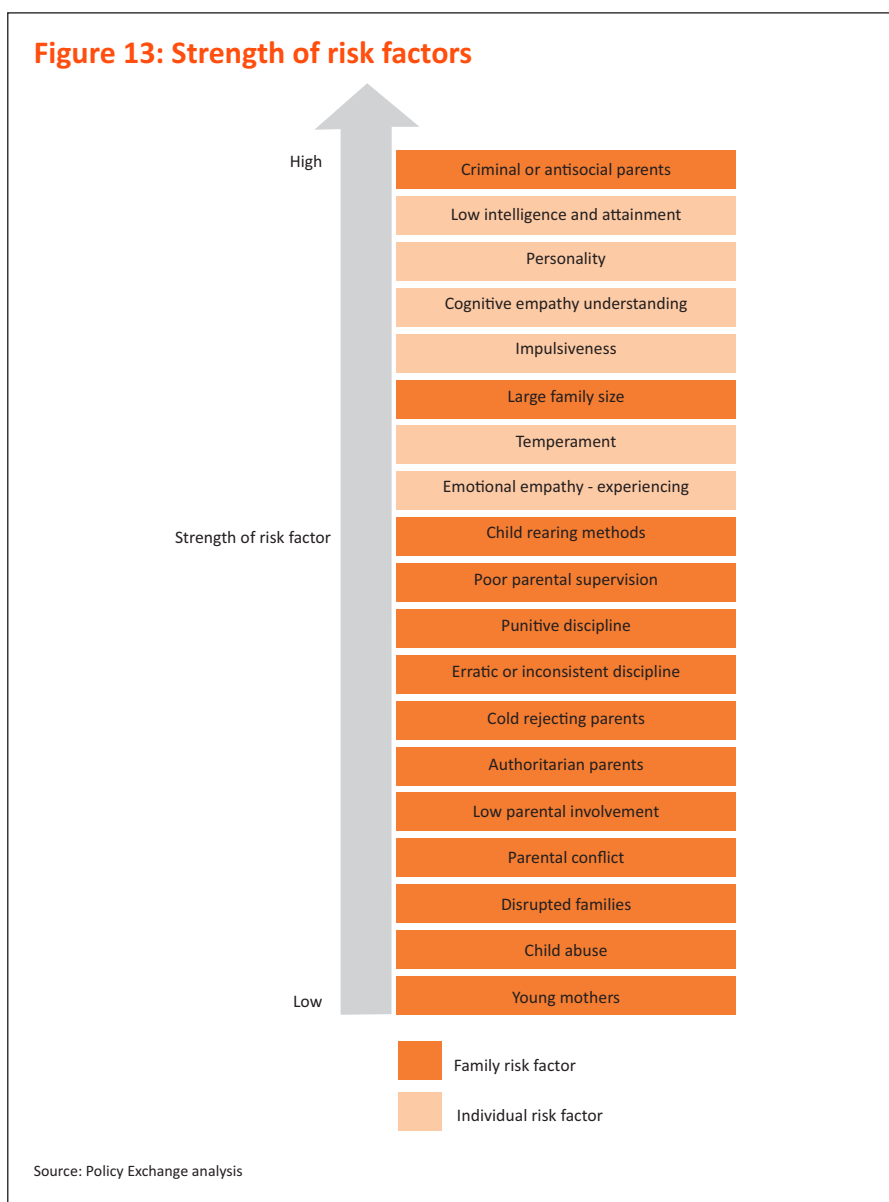 Figure 13: Strength of risk factors
High
Criminal or antisocial parents
Low intelligence and attainment
Personality
Cognitive empathy understanding
Impulsiveness
Large family size
Temperament
Emotional empathy - experiencing
Strength of risk factor
Child rearing methods
Poor parental supervision
Punitive discipline
Erratic or inconsistent discipline
Cold rejecting parents
Authoritarian parents
Low parental involvement
Parental conflict
Disrupted families
Child abuse
Low
Young mothers
Family risk factor
Individual risk factor
Source: Policy Exchange analysis